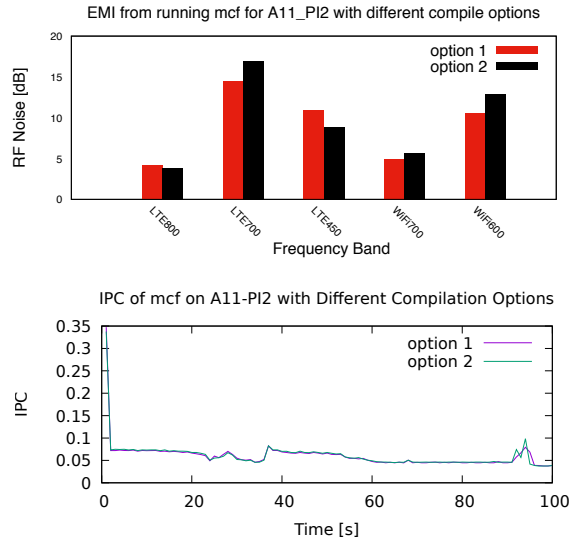 EMI from running mcf for A11_PI2 with different compile options
20
15
10
5
0
RF Noise [dB]
option 1
option 2
LTE800
LTE700
LTE450
WiFi700
WiFi600
Frequency Band
IPC of mcf on A11-PI2 with Different Compilation Options
0.35
0.3
0.25
0.2
0.15
0.1
0.05
0
IPC
option 1
option 2
0 20 40 60 80 100
Time [s]